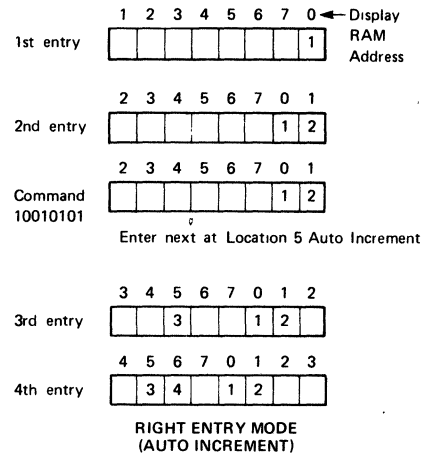 1 2 3 4 5 6 7 0 Display
RAM
Address
1st entry 1
2 3 4 5 6 7 0 1
2nd entry 1 2
2 3 4 5 6 7 0 1
Command 1 2
10010101
Enter next at Location 5 Auto Increment
3 4 5 6 7 0 1 2
3rd entry 3 1 2
4 5 6 7 0 1 2 3
4th entry 3 4 1 2
RIGHT ENTRY MODE
(AUTO INCREMENT)